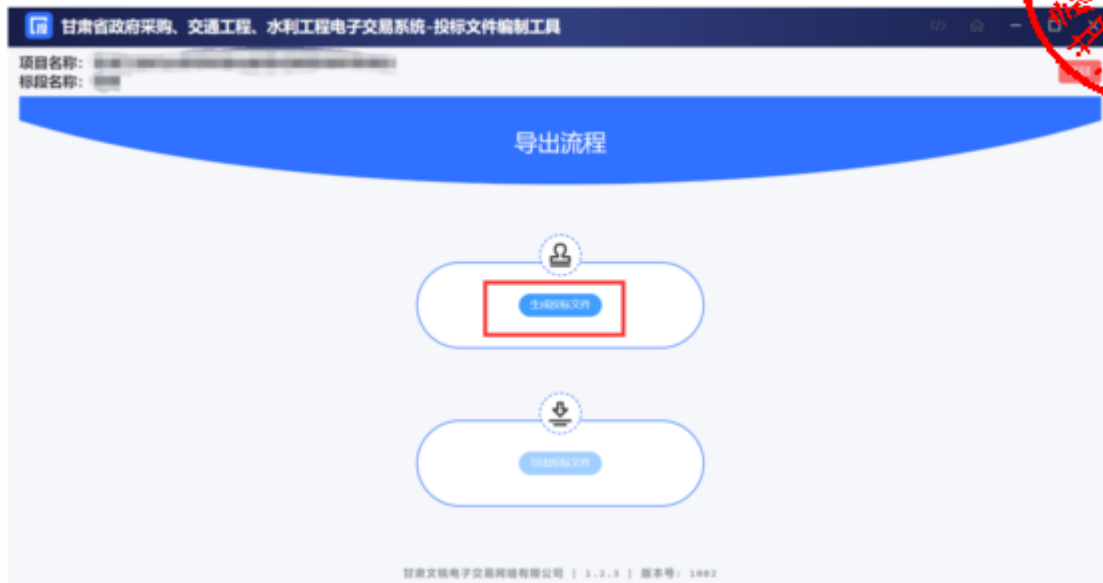 投 甘肃省政府采购、交通工程、水利工程电子交易系统-投标文件编制工具
项目名称：
标段名称：
导出流程
生成投标文件
导出投标文件
甘肃文锐电子交易网络有限公司 | 1.2.3 | 版本号: 1002